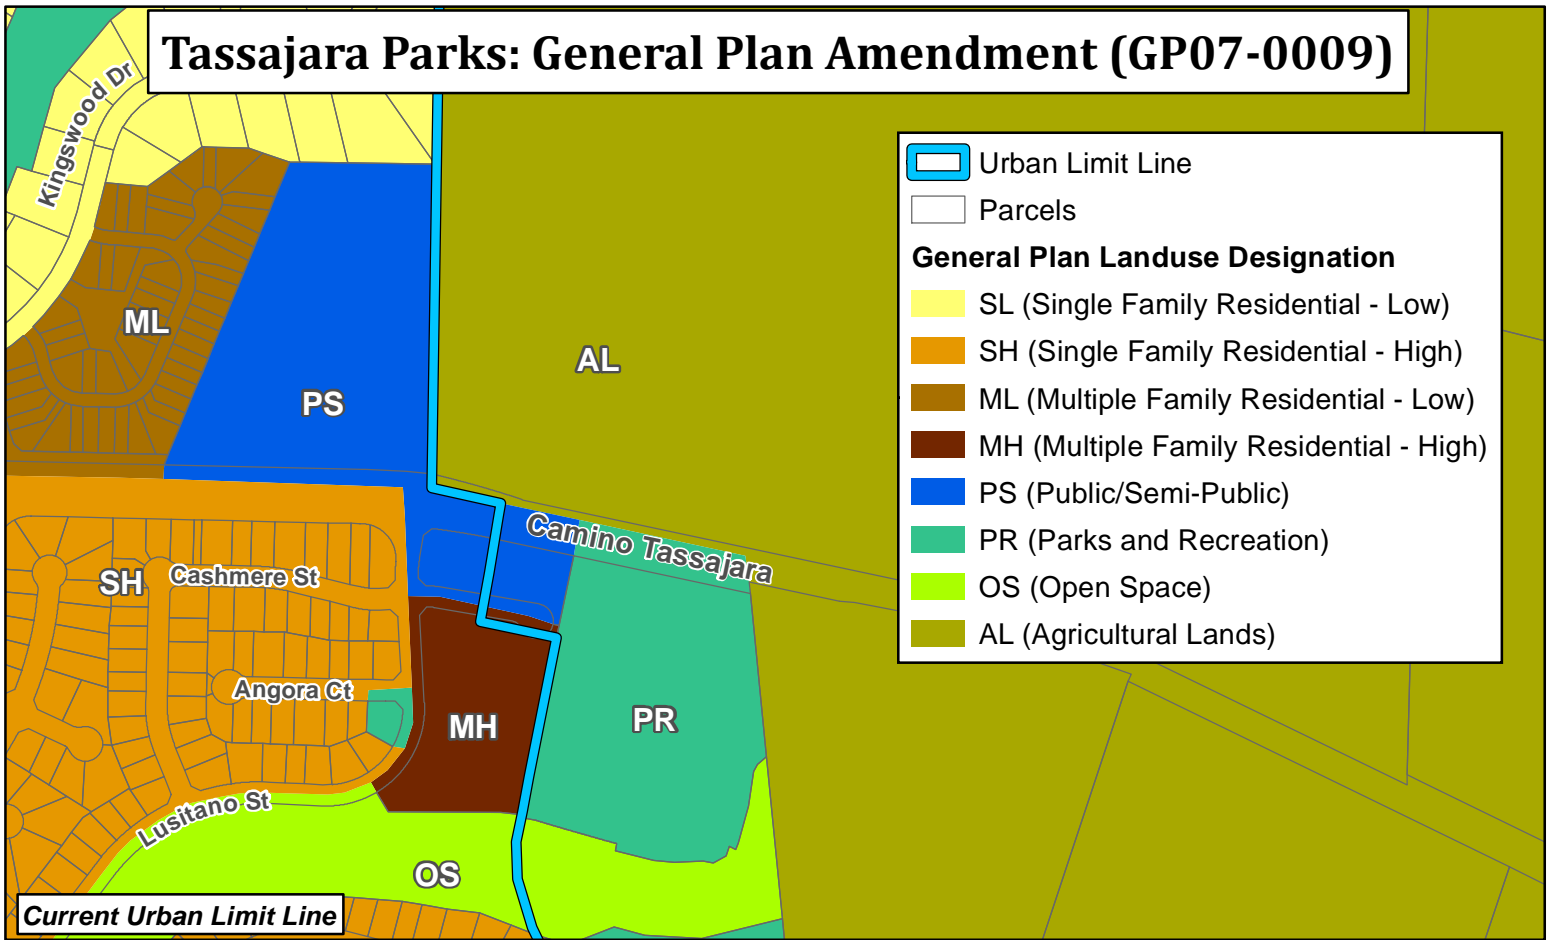 Tassajara Parks: General Plan Amendment (GP07-0009)
Kingswood Dr
Urban Limit Line
Parcels
General Plan Landuse Designation
SL (Single Family Residential - Low)
SH (Single Family Residential - High)
ML (Multiple Family Residential - Low)
MH (Multiple Family Residential - High)
PS (Public/Semi-Public)
PR (Parks and Recreation)
OS (Open Space)
AL (Agricultural Lands)
ML
AL
PS
Camino Tassajara
SH
Cashmere St
Angora Ct
MH
PR
Lusitano St
OS
Current Urban Limit Line